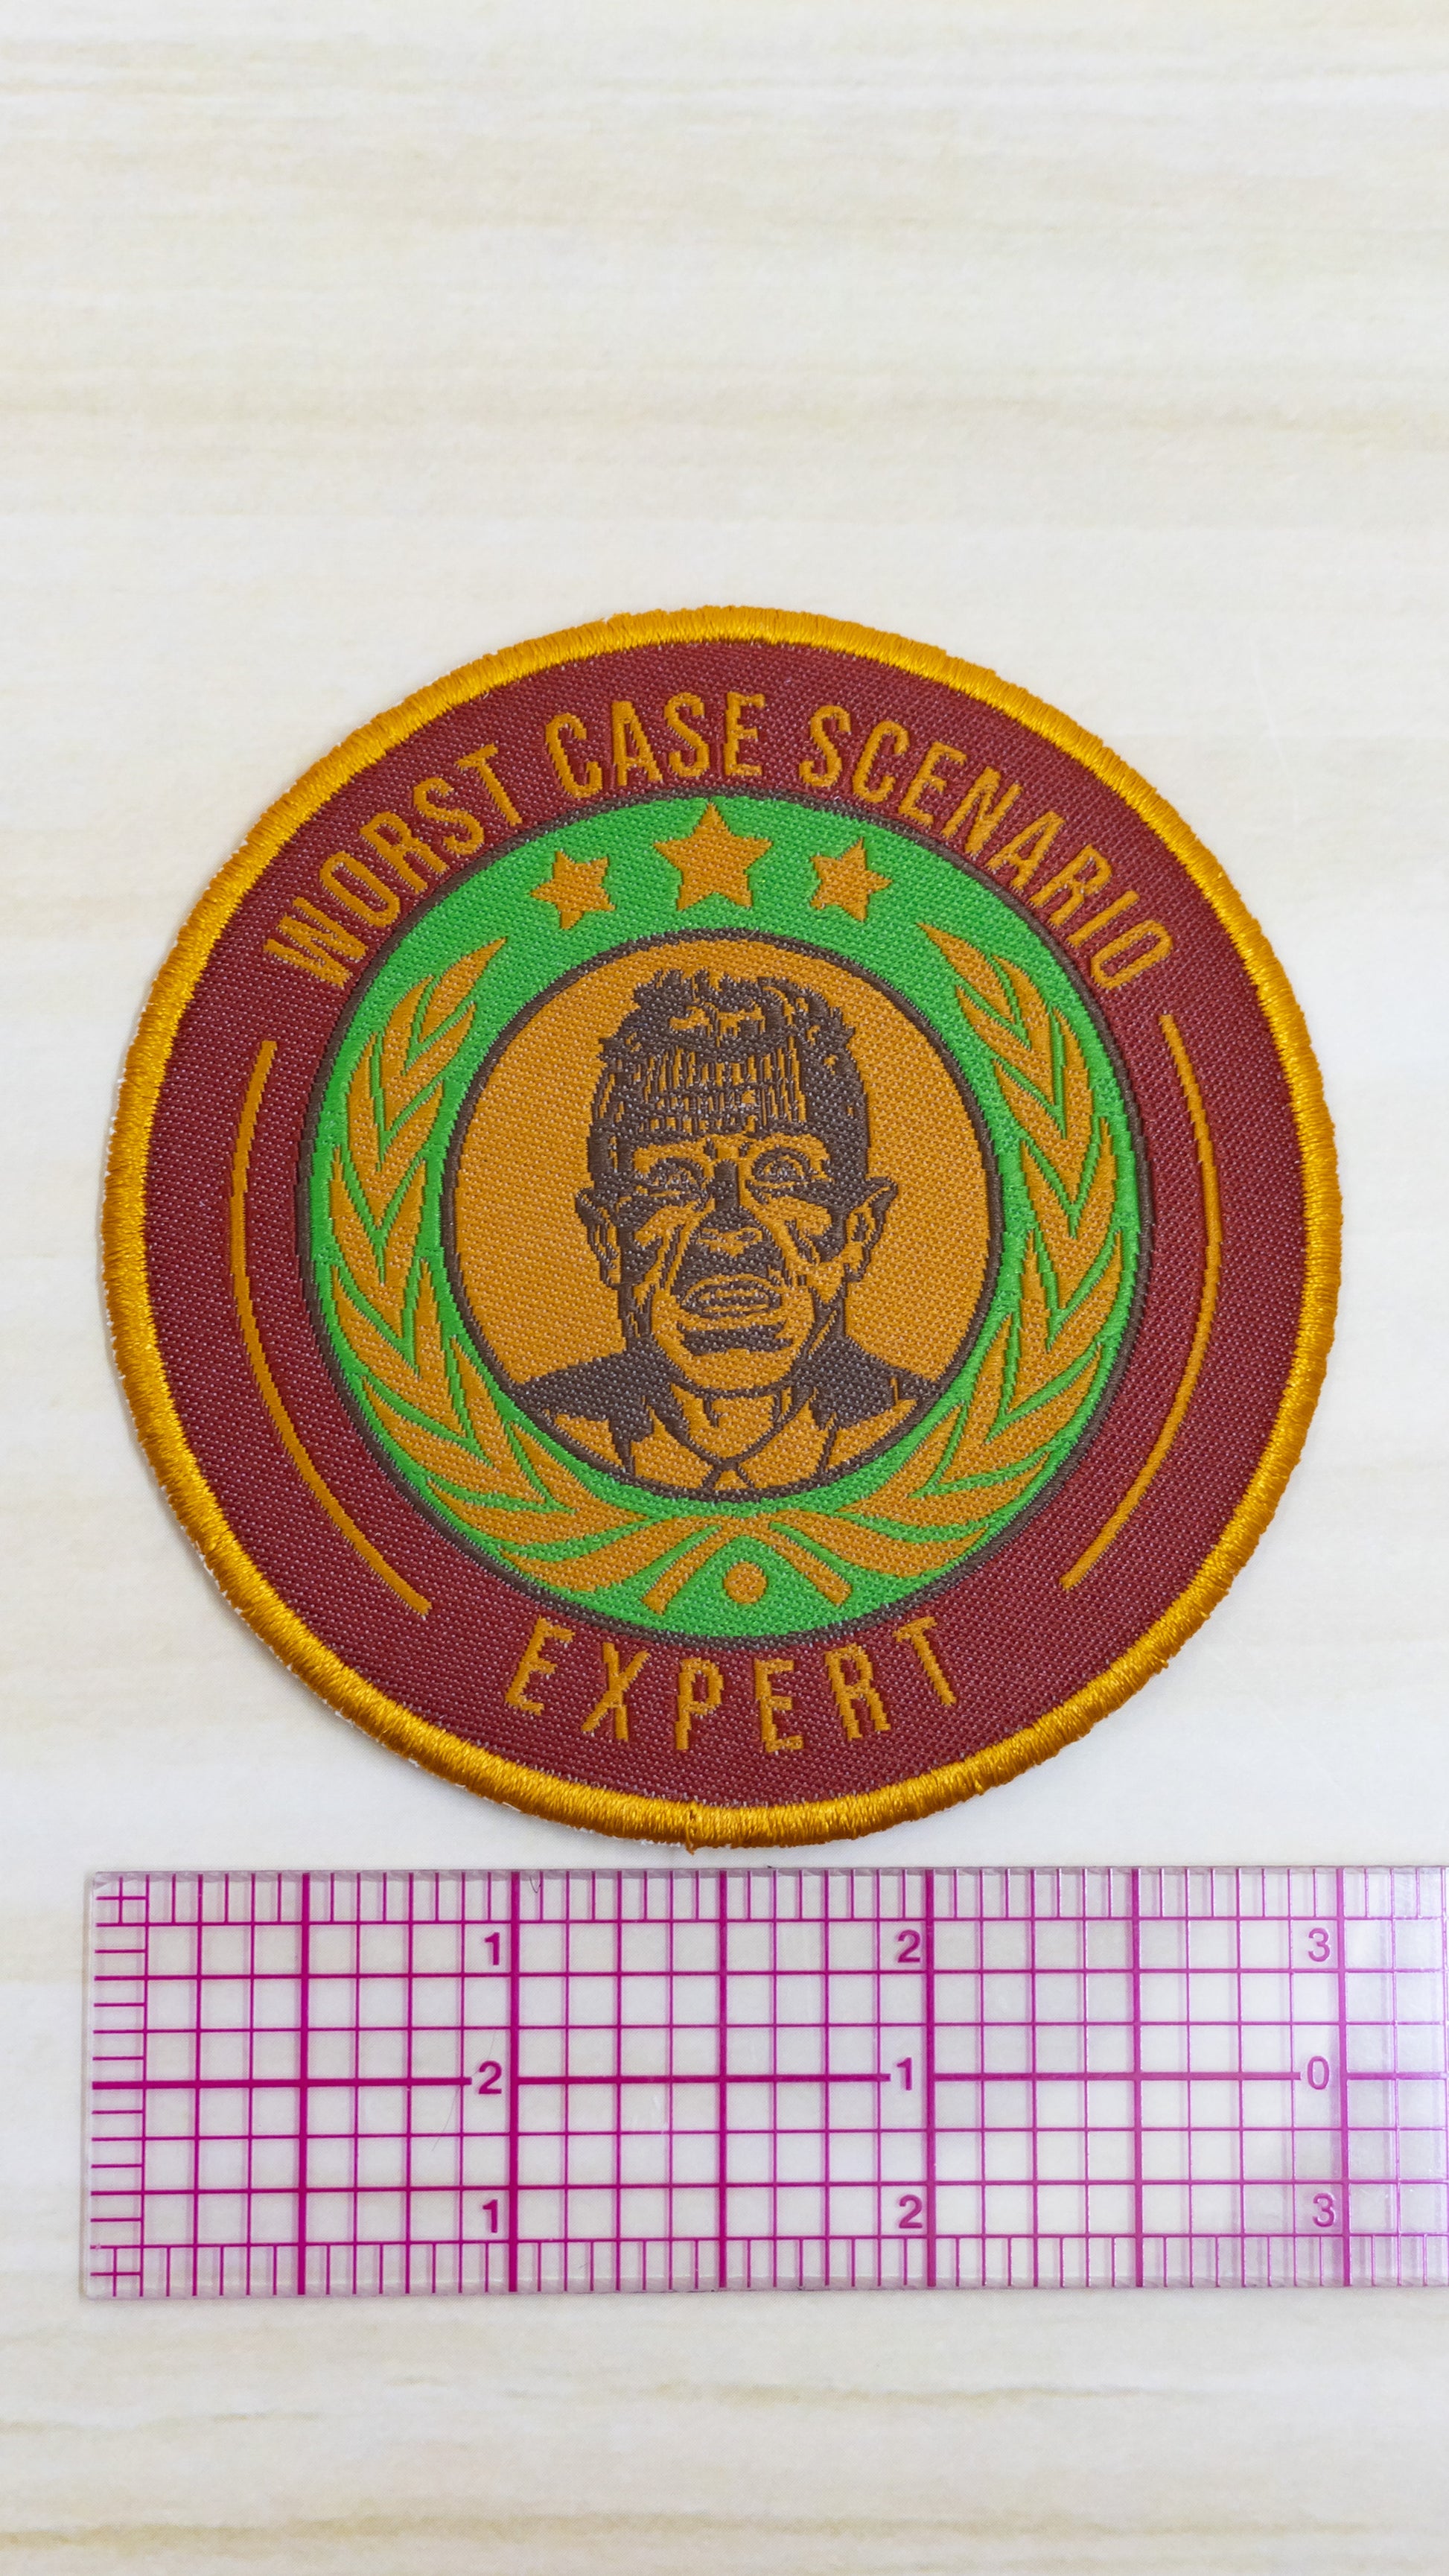 WORST CASE SCENARIO
EXPERT
1 2 3
2 1 0
1 2 3